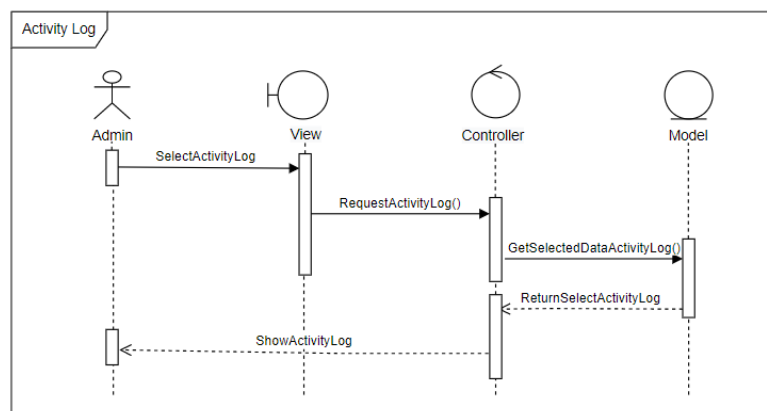 Activity Log
Admin
View
Controller
Model
SelectActivityLog
RequestActivityLog()
GetSelectedDataActivityLog()
ReturnSelectActivityLog
ShowActivityLog